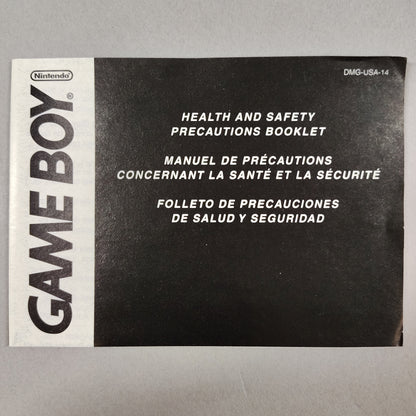 Nintendo®
GAME BOY®
DMG-USA-14
HEALTH AND SAFETY
PRECAUTIONS BOOKLET
MANUEL DE PRÉCAUTIONS
CONCERNANT LA SANTÉ ET LA SÉCURITÉ
FOLLETO DE PRECAUCIONES
DE SALUD Y SEGURIDAD